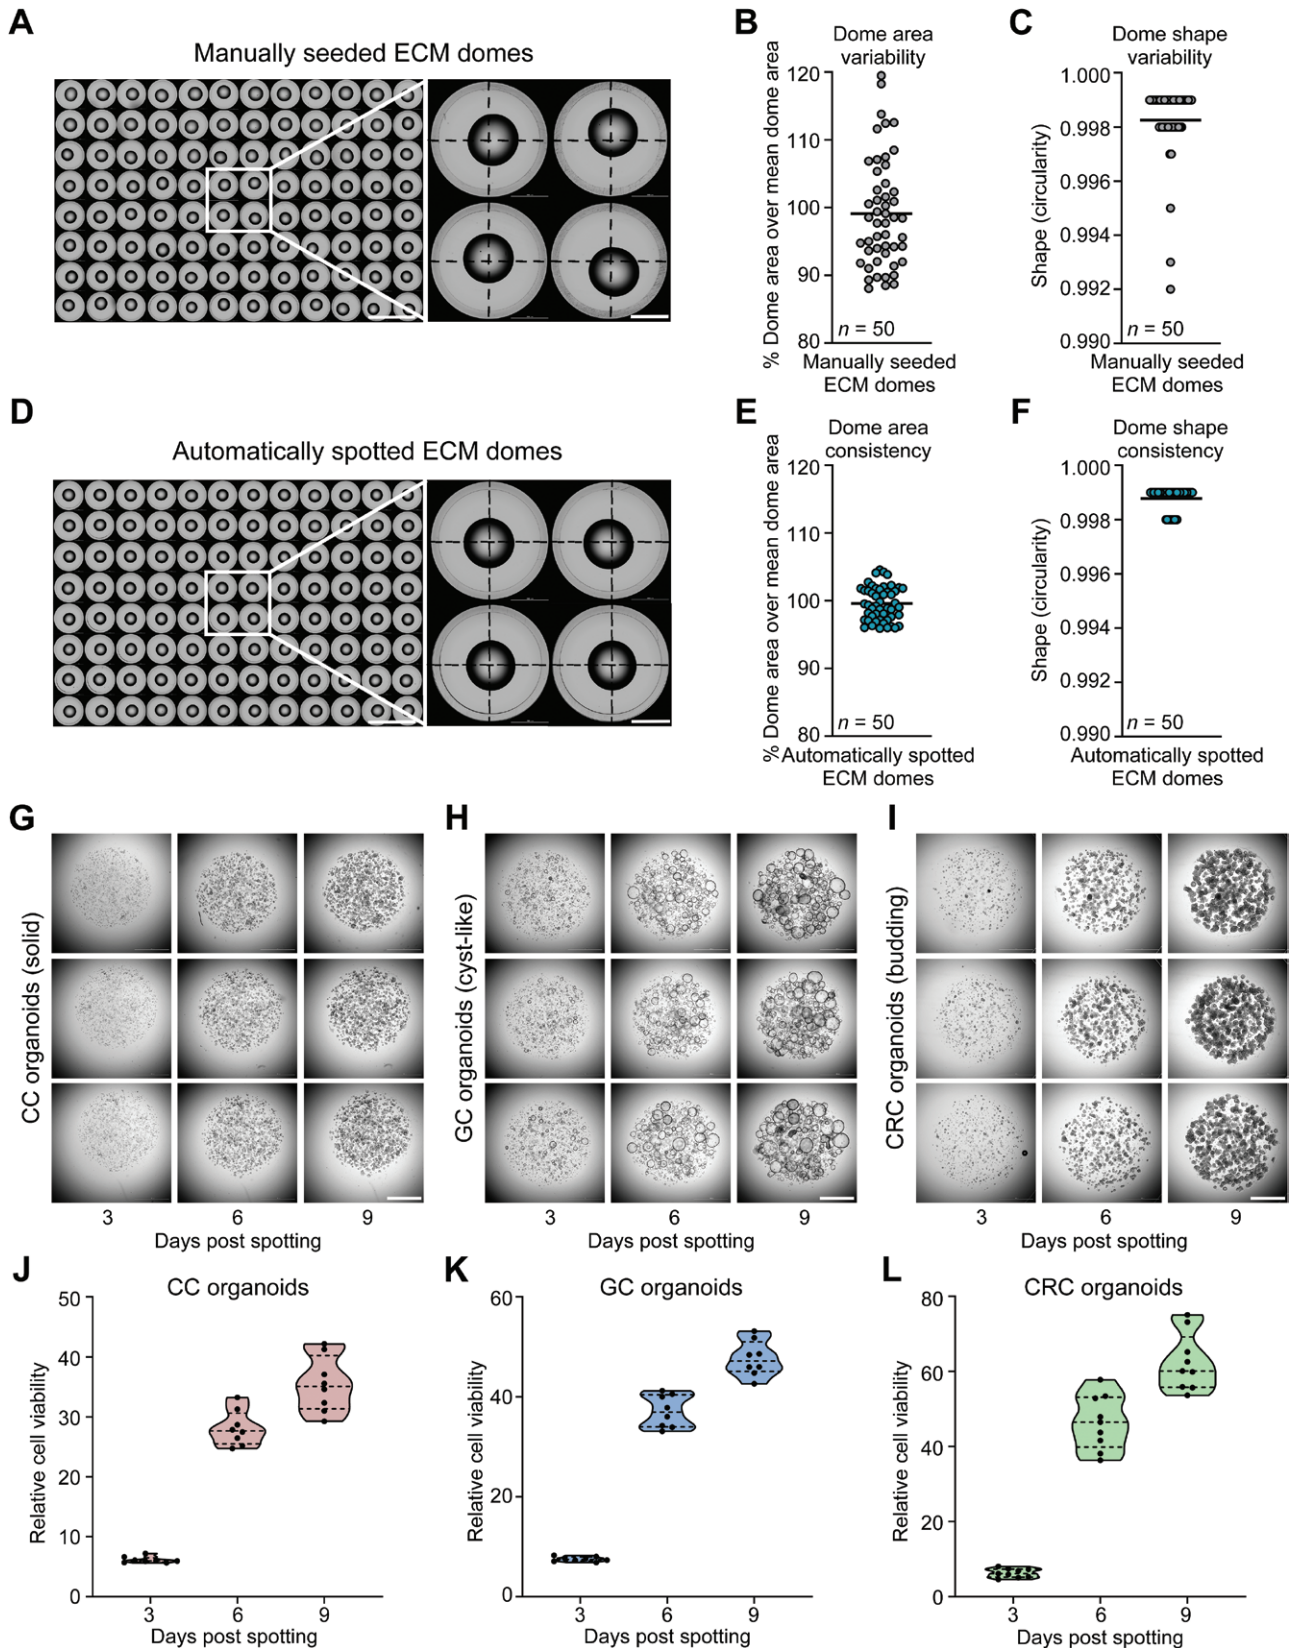 A
Manually seeded ECM domes
B
Dome area
variability
% Dome area over mean dome area
120
110
100
90
80
n = 50
Manually seeded
ECM domes
C
Dome shape
variability
Shape (circularity)
1.000
0.998
0.996
0.994
0.992
0.990
n = 50
Manually seeded
ECM domes
D
Automatically spotted ECM domes
E
Dome area
consistency
% Dome area over mean dome area
120
110
100
90
80
n = 50
Automatically spotted
ECM domes
F
Dome shape
consistency
Shape (circularity)
1.000
0.998
0.996
0.994
0.992
0.990
n = 50
Automatically spotted
ECM domes
G
CC organoids (solid)
3 6 9
Days post spotting
H
GC organoids (cyst-like)
3 6 9
Days post spotting
I
CRC organoids (budding)
3 6 9
Days post spotting
J
CC organoids
Relative cell viability
50
40
30
20
10
0
3 6 9
Days post spotting
K
GC organoids
Relative cell viability
60
40
20
0
3 6 9
Days post spotting
L
CRC organoids
Relative cell viability
80
60
40
20
0
3 6 9
Days post spotting